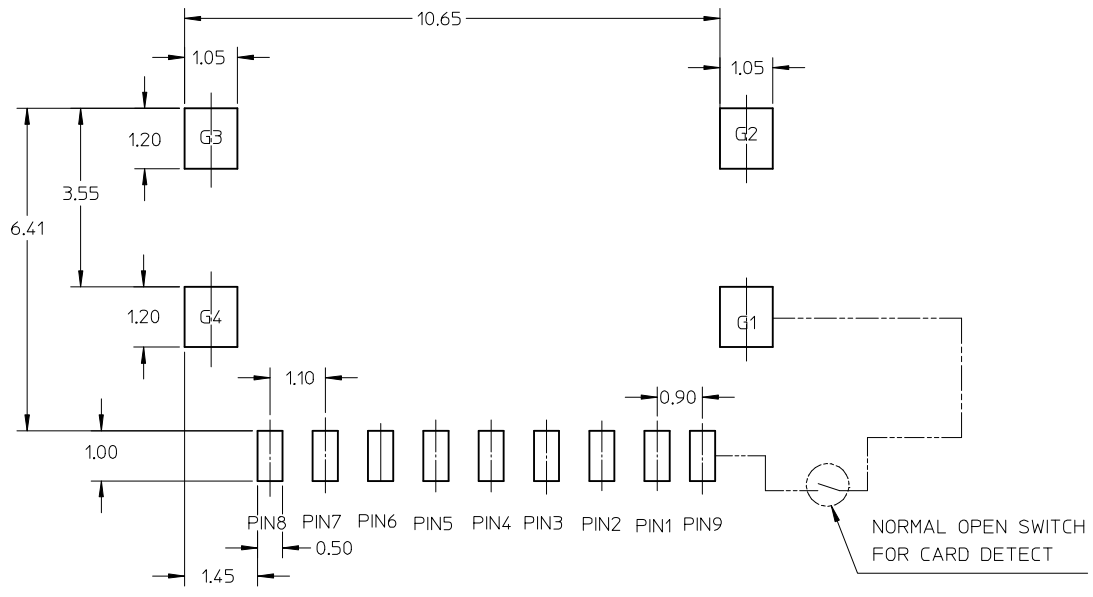 10.65
1.05
1.05
G3
G2
1.20
3.55
6.41
G4
G1
1.20
1.10
0.90
1.00
PIN8 PIN7 PIN6 PIN5 PIN4 PIN3 PIN2 PIN1 PIN9
0.50
1.45
NORMAL OPEN SWITCH
FOR CARD DETECT